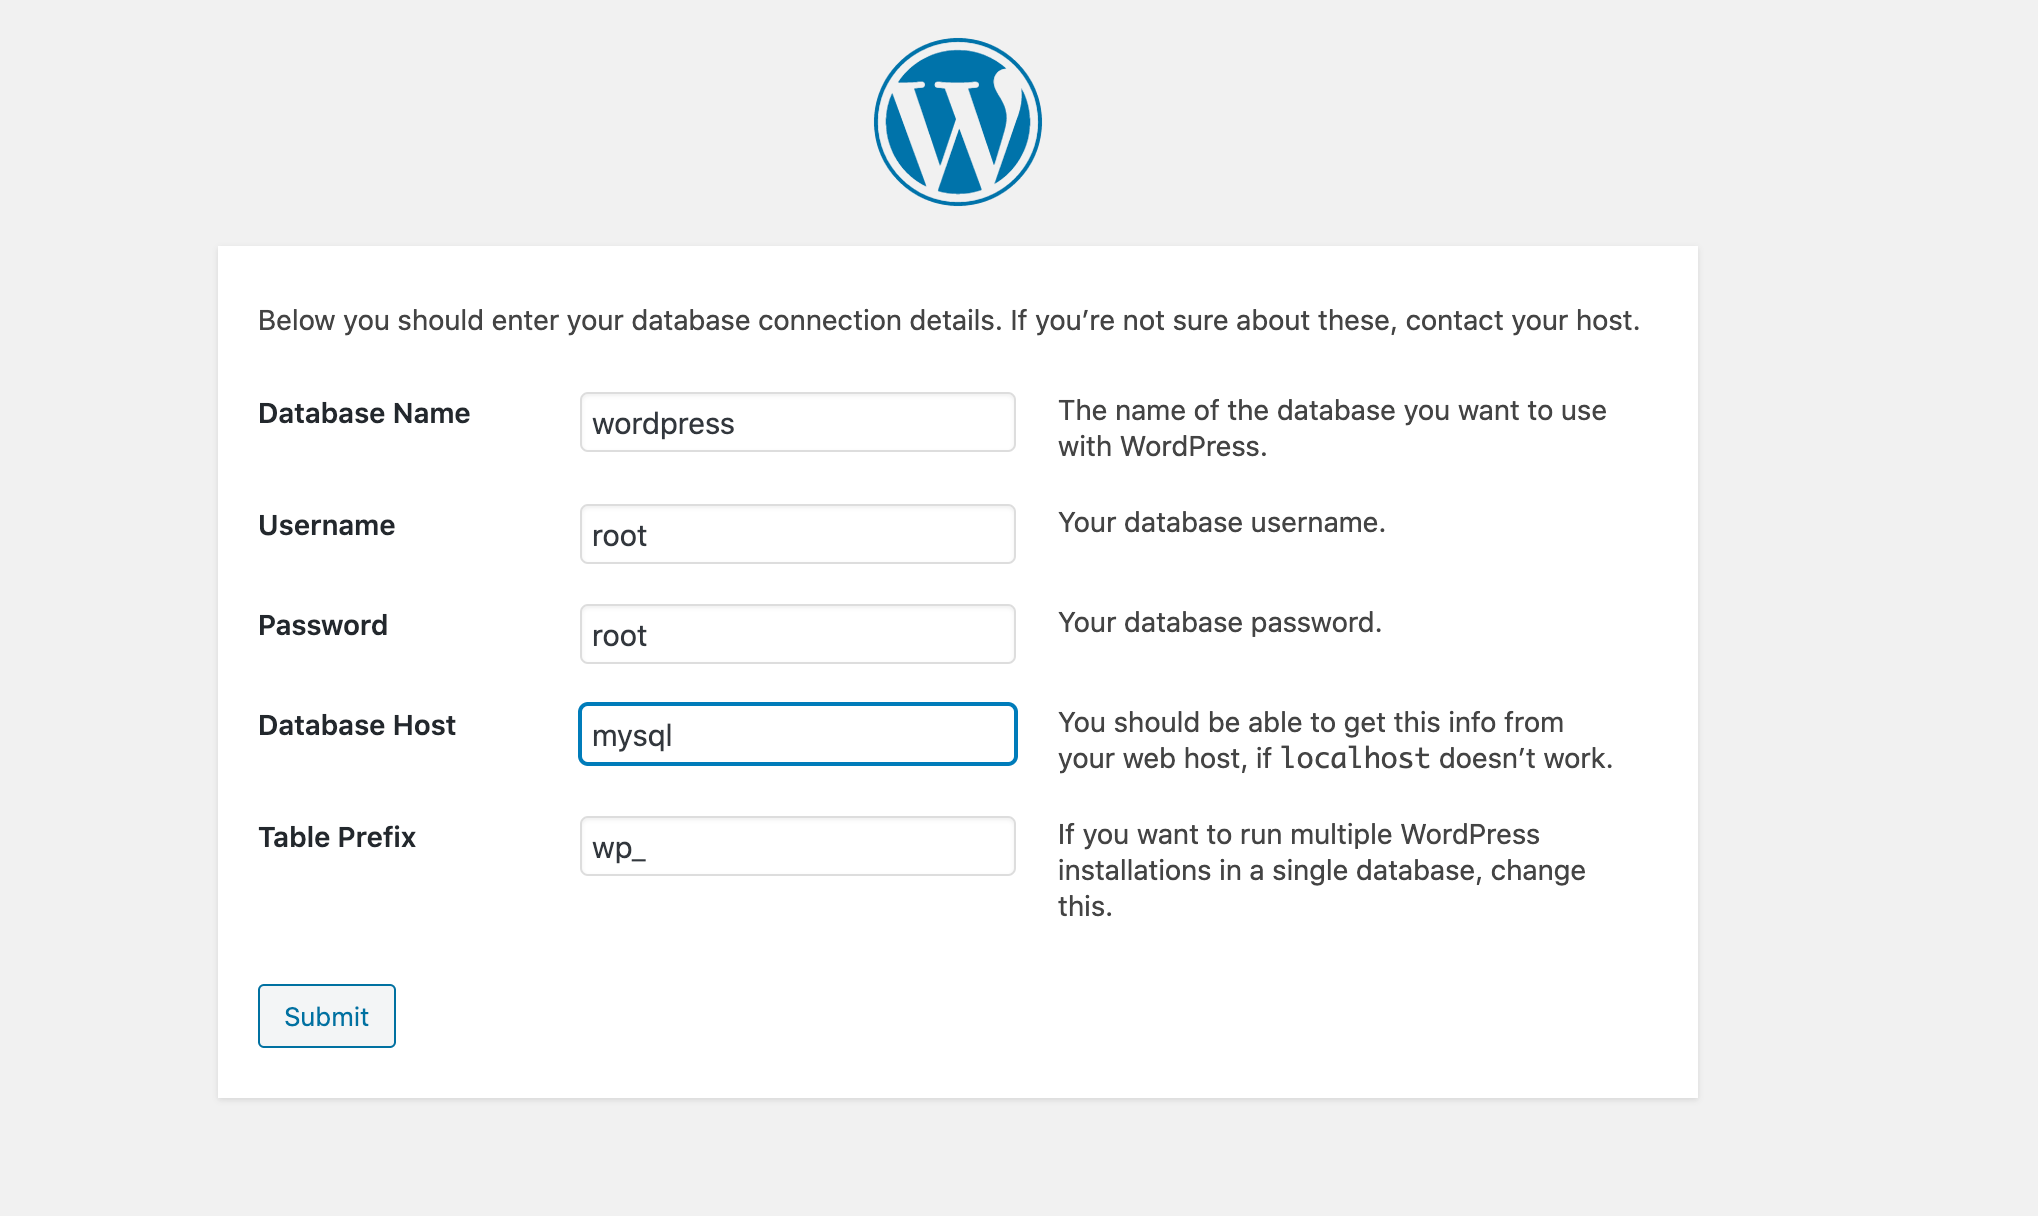 Below you should enter your database connection details. If you’re not sure about these, contact your host.
Database Name
wordpress
The name of the database you want to use
with WordPress.
Username
root
Your database username.
Password
root
Your database password.
Database Host
mysql
You should be able to get this info from
your web host, if localhost doesn’t work.
Table Prefix
wp_
If you want to run multiple WordPress
installations in a single database, change
this.
Submit